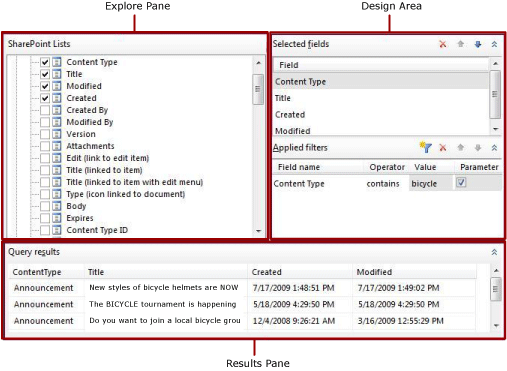 Explore Pane
Design Area
SharePoint Lists
Content Type
Title
Modified
Created
Created By
Modified By
Version
Attachments
Edit (link to edit item)
Title (linked to item)
Title (linked to item with edit menu)
Type (icon linked to document)
Body
Expires
Content Type ID
Selected fields
Field
Content Type
Title
Created
Modified
Applied filters
Field name Operator Value Parameter
Content Type contains bicycle
Query results
ContentType Title Created Modified
Announcement New styles of bicycle helmets are NOW 7/17/2009 1:48:51 PM 7/17/2009 1:49:02 PM
Announcement The BICYCLE tournament is happening 5/18/2009 4:29:50 PM 5/18/2009 4:29:50 PM
Announcement Do you want to join a local bicycle grou 12/4/2008 9:26:21 AM 3/16/2009 12:55:29 PM
Results Pane